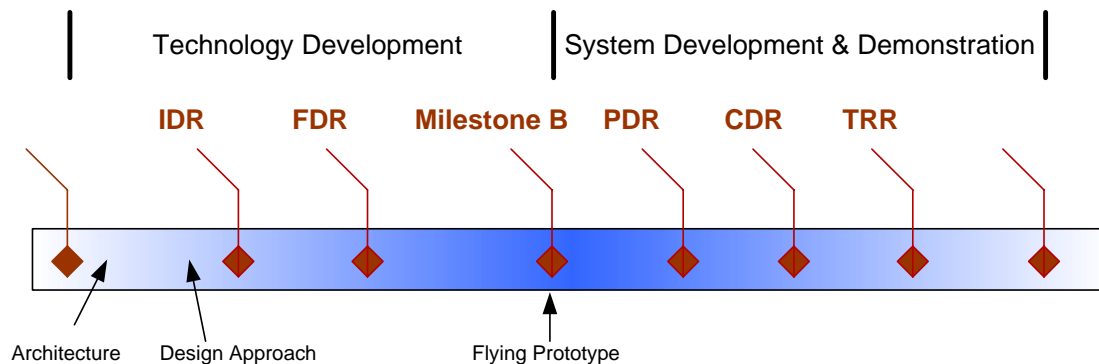 Technology Development
System Development & Demonstration
IDR
FDR
Milestone B
PDR
CDR
TRR
Architecture
Design Approach
Flying Prototype